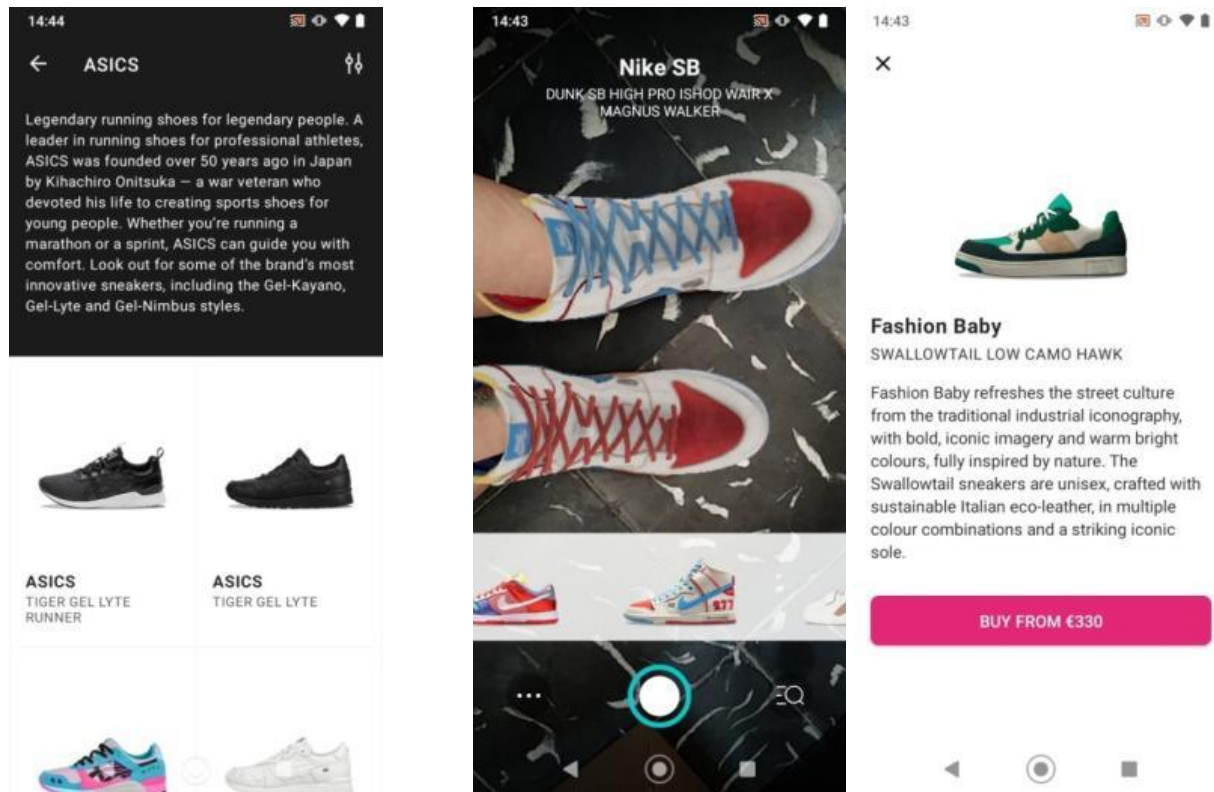 14:44
ASICS
Legendary running shoes for legendary people. A
leader in running shoes for professional athletes,
ASICS was founded over 50 years ago in Japan
by Kihachiro Onitsuka — a war veteran who
devoted his life to creating sports shoes for
young people. Whether you're running a
marathon or a sprint, ASICS can guide you with
comfort. Look out for some of the brand's most
innovative sneakers, including the Gel-Kayano,
Gel-Lyte and Gel-Nimbus styles.
ASICS
TIGER GEL LYTE
RUNNER
ASICS
TIGER GEL LYTE
14:43
Nike SB
DUNK SB HIGH PRO ISHOD WAIR X
MAGNUS WALKER
277
14:43
Fashion Baby
SWALLOWTAIL LOW CAMO HAWK
Fashion Baby refreshes the street culture
from the traditional industrial iconography,
with bold, iconic imagery and warm bright
colours, fully inspired by nature. The
Swallowtail sneakers are unisex, crafted with
sustainable Italian eco-leather, in multiple
colour combinations and a striking iconic
sole.
BUY FROM €330